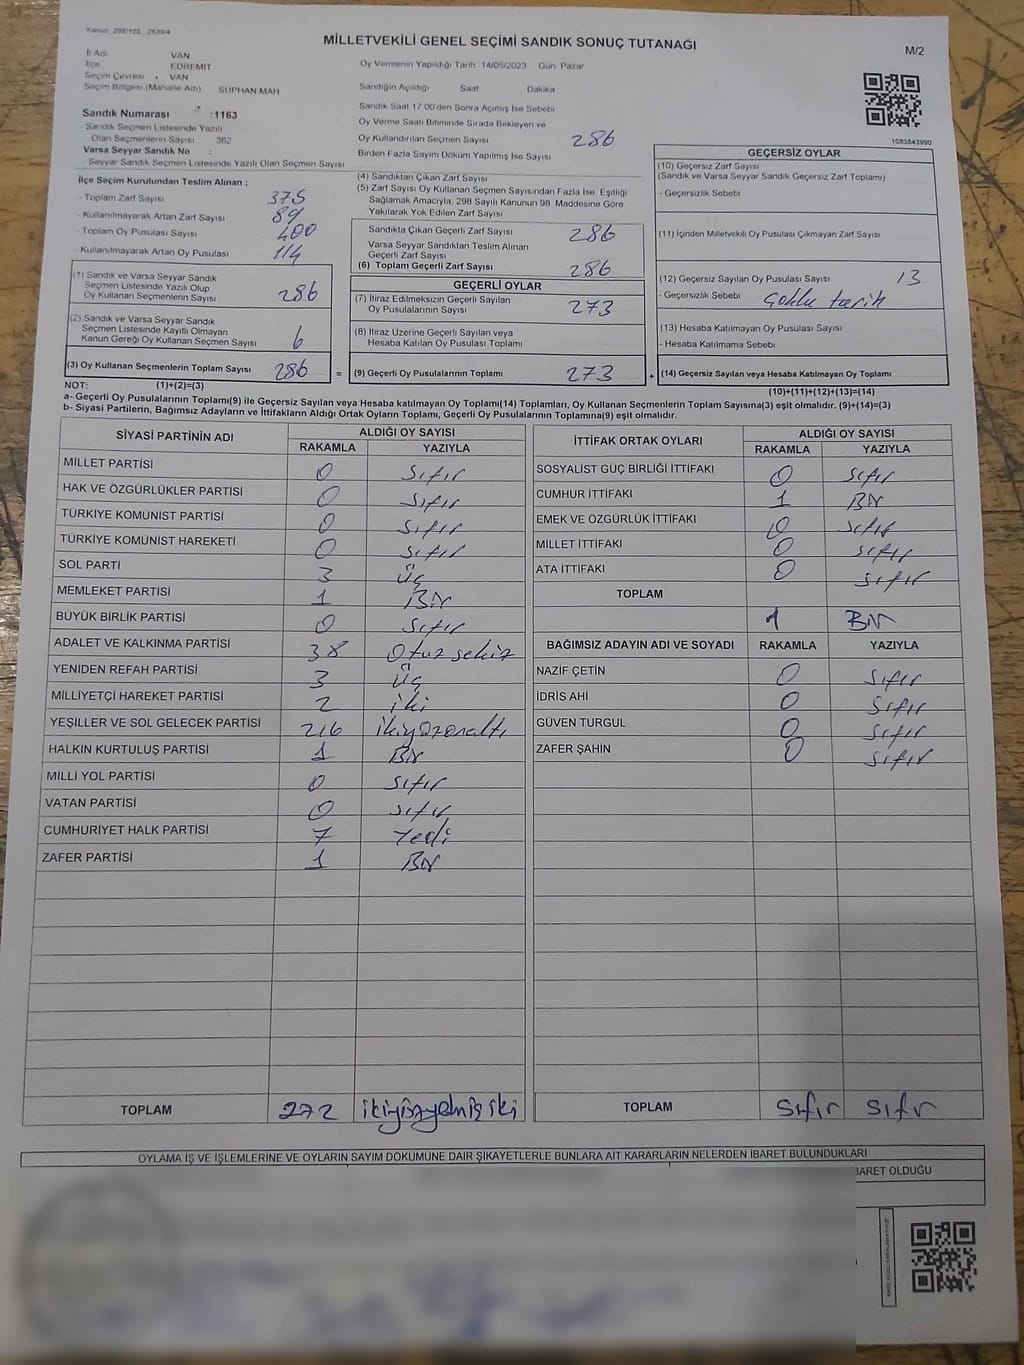 Kanun: 298/105 , 2839/4
MİLLETVEKİLİ GENEL SEÇİMİ SANDIK SONUÇ TUTANAĞI
M/2
İl Adı VAN
İlçe EDREMIT
Seçim Çevresi VAN
Seçim Bölgesi (Mahalle Adı) SUPHAN MAH
Sandık Numarası :1163
Sandık Seçmen Listesinde Yazılı
Olan Seçmenlerin Sayısı 362
Varsa Seyyar Sandık No :
- Seyyar Sandık Seçmen Listesinde Yazılı Olan Seçmen Sayısı
Oy Vermenin Yapıldığı Tarih 14/05/2023 Gün: Pazar
Sandığın Açıldığı Saat Dakika
Sandık Saat 17.00'den Sonra Açılmış İse Sebebi
Oy Verme Saati Bitiminde Sırada Bekleyen ve
Oy Kullandırılan Seçmen Sayısı 286
Birden Fazla Sayım Döküm Yapılmış İse Sayısı
1083843990
İlçe Seçim Kurulundan Teslim Alınan ;
- Toplam Zarf Sayısı 375
- Kullanılmayarak Artan Zarf Sayısı 89
- Toplam Oy Pusulası Sayısı 400
- Kullanılmayarak Artan Oy Pusulası 114
(1) Sandık ve Varsa Seyyar Sandık
Seçmen Listesinde Yazılı Olup
Oy Kullanan Seçmenlerin Sayısı 286
(2) Sandık ve Varsa Seyyar Sandık
Seçmen Listesinde Kayıtlı Olmayan
Kanun Gereği Oy Kullanan Seçmen Sayısı 6
(3) Oy Kullanan Seçmenlerin Toplam Sayısı 286 =
(4) Sandıktan Çıkan Zarf Sayısı
(5) Zarf Sayısı Oy Kullanan Seçmen Sayısından Fazla İse, Eşitliği
Sağlamak Amacıyla, 298 Sayılı Kanunun 98. Maddesine Göre
Yakılarak Yok Edilen Zarf Sayısı
Sandıkta Çıkan Geçerli Zarf Sayısı 286
Varsa Seyyar Sandıktan Teslim Alınan
Geçerli Zarf Sayısı
(6) Toplam Geçerli Zarf Sayısı 286
GEÇERLİ OYLAR
(7) İtiraz Edilmeksizin Geçerli Sayılan
Oy Pusulalarının Sayısı 273
(8) İtiraz Üzerine Geçerli Sayılan veya
Hesaba Katılan Oy Pusulası Toplamı
(9) Geçerli Oy Pusulalarının Toplamı 273 +
GEÇERSİZ OYLAR
(10) Geçersiz Zarf Sayısı
(Sandık ve Varsa Seyyar Sandık Geçersiz Zarf Toplamı)
- Geçersizlik Sebebi
(11) İçinden Milletvekili Oy Pusulası Çıkmayan Zarf Sayısı
(12) Geçersiz Sayılan Oy Pusulası Sayısı 13
- Geçersizlik Sebebi
(13) Hesaba Katılmayan Oy Pusulası Sayısı
- Hesaba Katılmama Sebebi
(14) Geçersiz Sayılan veya Hesaba Katılmayan Oy Toplamı
NOT: (1)+(2)=(3) (10)+(11)+(12)+(13)=(14)
a- Geçerli Oy Pusulalarının Toplamı(9) ile Geçersiz Sayılan veya Hesaba katılmayan Oy Toplamı(14) Toplamları, Oy Kullanan Seçmenlerin Toplam Sayısına(3) eşit olmalıdır. (9)+(14)=(3)
b- Siyasi Partilerin, Bağımsız Adayların ve İttifakların Aldığı Ortak Oyların Toplamı, Geçerli Oy Pusulalarının Toplamına(9) eşit olmalıdır.
SİYASİ PARTİNİN ADI ALDIĞI OY SAYISI
RAKAMLA YAZIYLA
MİLLET PARTİSİ 0 Sıfır
HAK VE ÖZGÜRLÜKLER PARTİSİ 0 Sıfır
TÜRKİYE KOMÜNİST PARTİSİ 0 Sıfır
TÜRKİYE KOMÜNİST HAREKETİ 0 Sıfır
SOL PARTİ 3 Üç
MEMLEKET PARTİSİ 1 Bir
BÜYÜK BİRLİK PARTİSİ 0 Sıfır
ADALET VE KALKINMA PARTİSİ 38 Otuz sekiz
YENİDEN REFAH PARTİSİ 3 Üç
MİLLİYETÇİ HAREKET PARTİSİ 2 iki
YEŞİLLER VE SOL GELECEK PARTİSİ 216 ikiyüzonaltı
HALKIN KURTULUŞ PARTİSİ 1 Bir
MİLLİ YOL PARTİSİ 0 Sıfır
VATAN PARTİSİ 0 Sıfır
CUMHURİYET HALK PARTİSİ 7 Yedi
ZAFER PARTİSİ 1 Bir
TOPLAM 272 ikiyüzyetmiş iki
İTTİFAK ORTAK OYLARI ALDIĞI OY SAYISI
RAKAMLA YAZIYLA
SOSYALİST GÜÇ BİRLİĞİ İTTİFAKI 0 Sıfır
CUMHUR İTTİFAKI 1 Bir
EMEK VE ÖZGÜRLÜK İTTİFAKI 0 Sıfır
MİLLET İTTİFAKI 0 Sıfır
ATA İTTİFAKI 0 Sıfır
TOPLAM
1 Bir
BAĞIMSIZ ADAYIN ADI VE SOYADI RAKAMLA YAZIYLA
NAZİF ÇETİN 0 Sıfır
İDRİS AHİ 0 Sıfır
GÜVEN TURGUL 0 Sıfır
ZAFER ŞAHİN 0 Sıfır
TOPLAM Sıfır Sıfır
OYLAMA İŞ VE İŞLEMLERİNE VE OYLARIN SAYIM DÖKÜMÜNE DAİR ŞİKAYETLERLE BUNLARA AİT KARARLARIN NELERDEN İBARET BULUNDUKLARI
BARET OLDUĞU